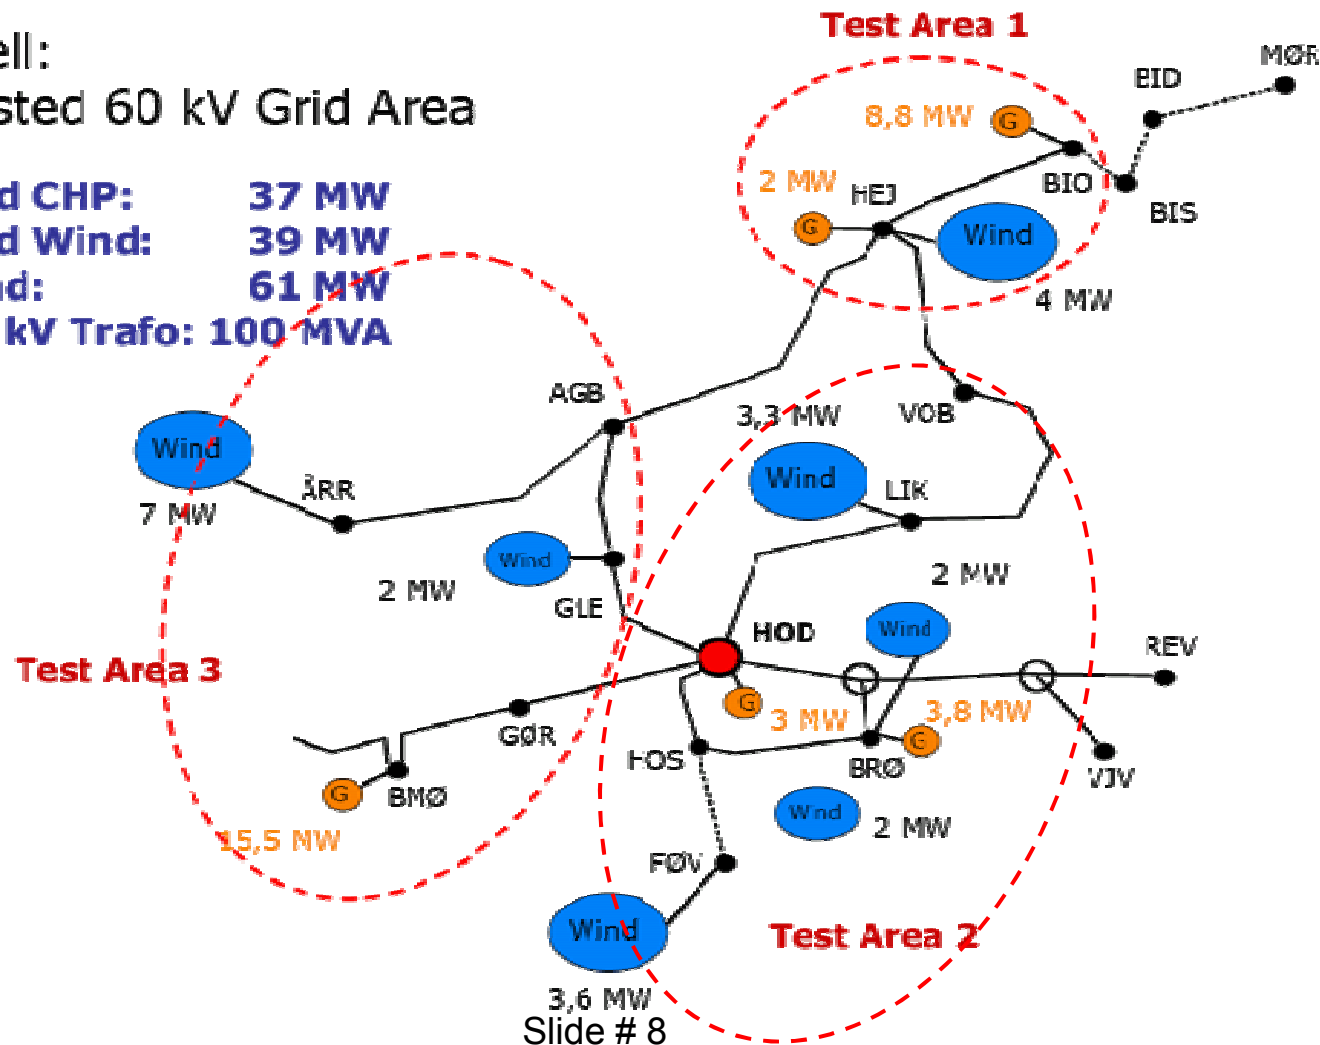 Test Area 1
ell:
sted 60 kV Grid Area
d CHP: 37 MW
d Wind: 39 MW
ad: 61 MW
kV Trafo: 100 MVA
MØR
EID
8,8 MW
G
BIO
BIS
2 MW
HEJ
G
Wind
4 MW
AGB
3,3 MW
VOB
Wind
7 MW
ÅRR
Wind
LIK
Wind
2 MW
GLE
2 MW
Wind
HOD
REV
Test Area 3
G
3 MW
3,8 MW
GØR
HOS
BRØ
G
VJV
G
BMØ
15,5 MW
Wind
2 MW
FØV
Wind
Test Area 2
3,6 MW
Slide # 8